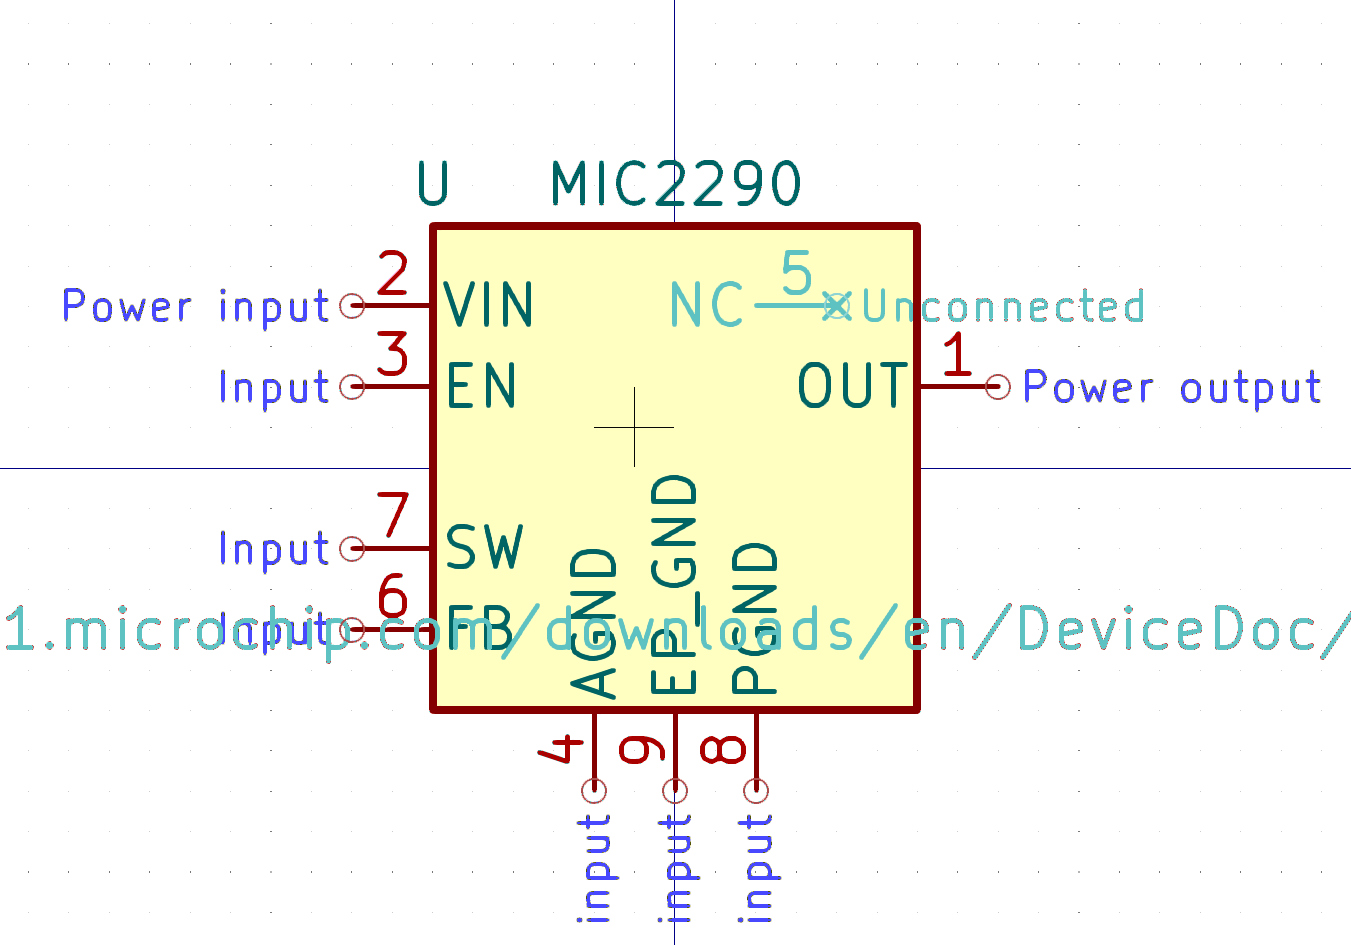 U MIC2290
Power input 2 VIN
NC 5 Unconnected
Input 3 EN
OUT 1 Power output
Input 7 SW
Input 6 FB
1.microchip.com/downloads/en/DeviceDoc/
AGND EP_GND PGND
4 9 8
input input input